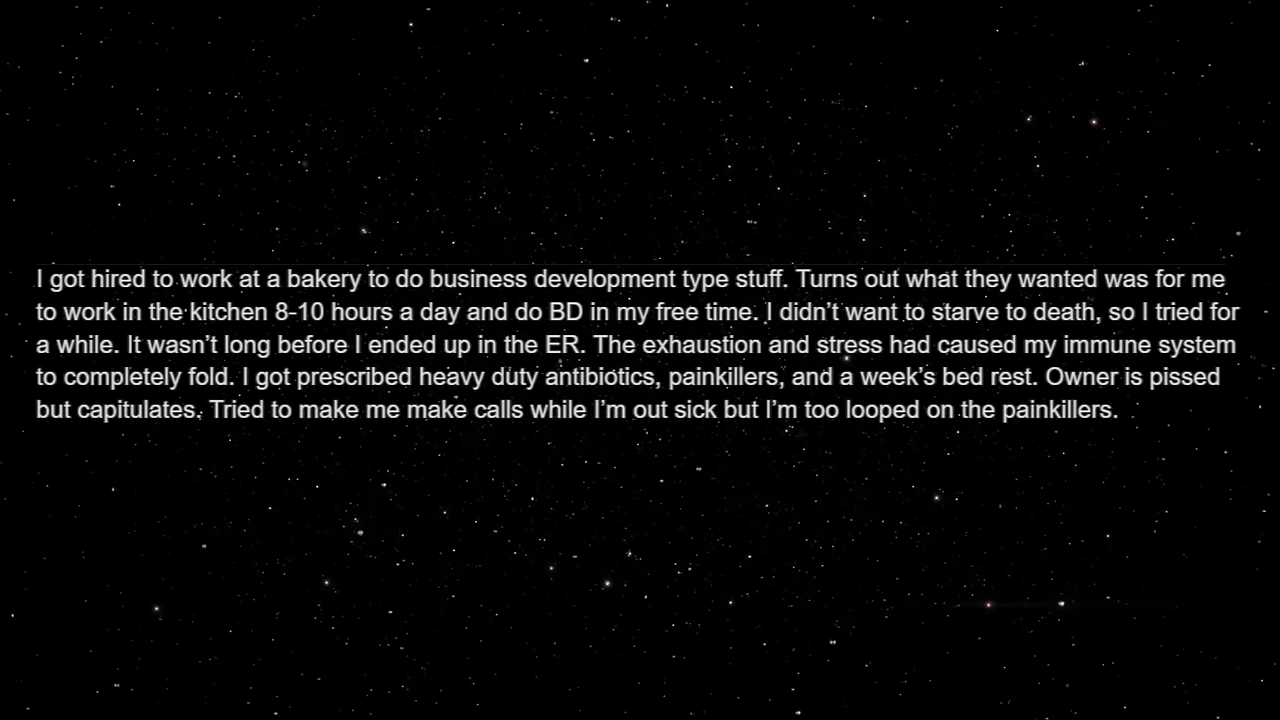 I got hired to work at a bakery to do business development type stuff. Turns out what they wanted was for me
to work in the kitchen 8-10 hours a day and do BD in my free time. I didn’t want to starve to death, so I tried for
a while. It wasn’t long before I ended up in the ER. The exhaustion and stress had caused my immune system
to completely fold. I got prescribed heavy duty antibiotics, painkillers, and a week’s bed rest. Owner is pissed
but capitulates. Tried to make me make calls while I’m out sick but I’m too looped on the painkillers.